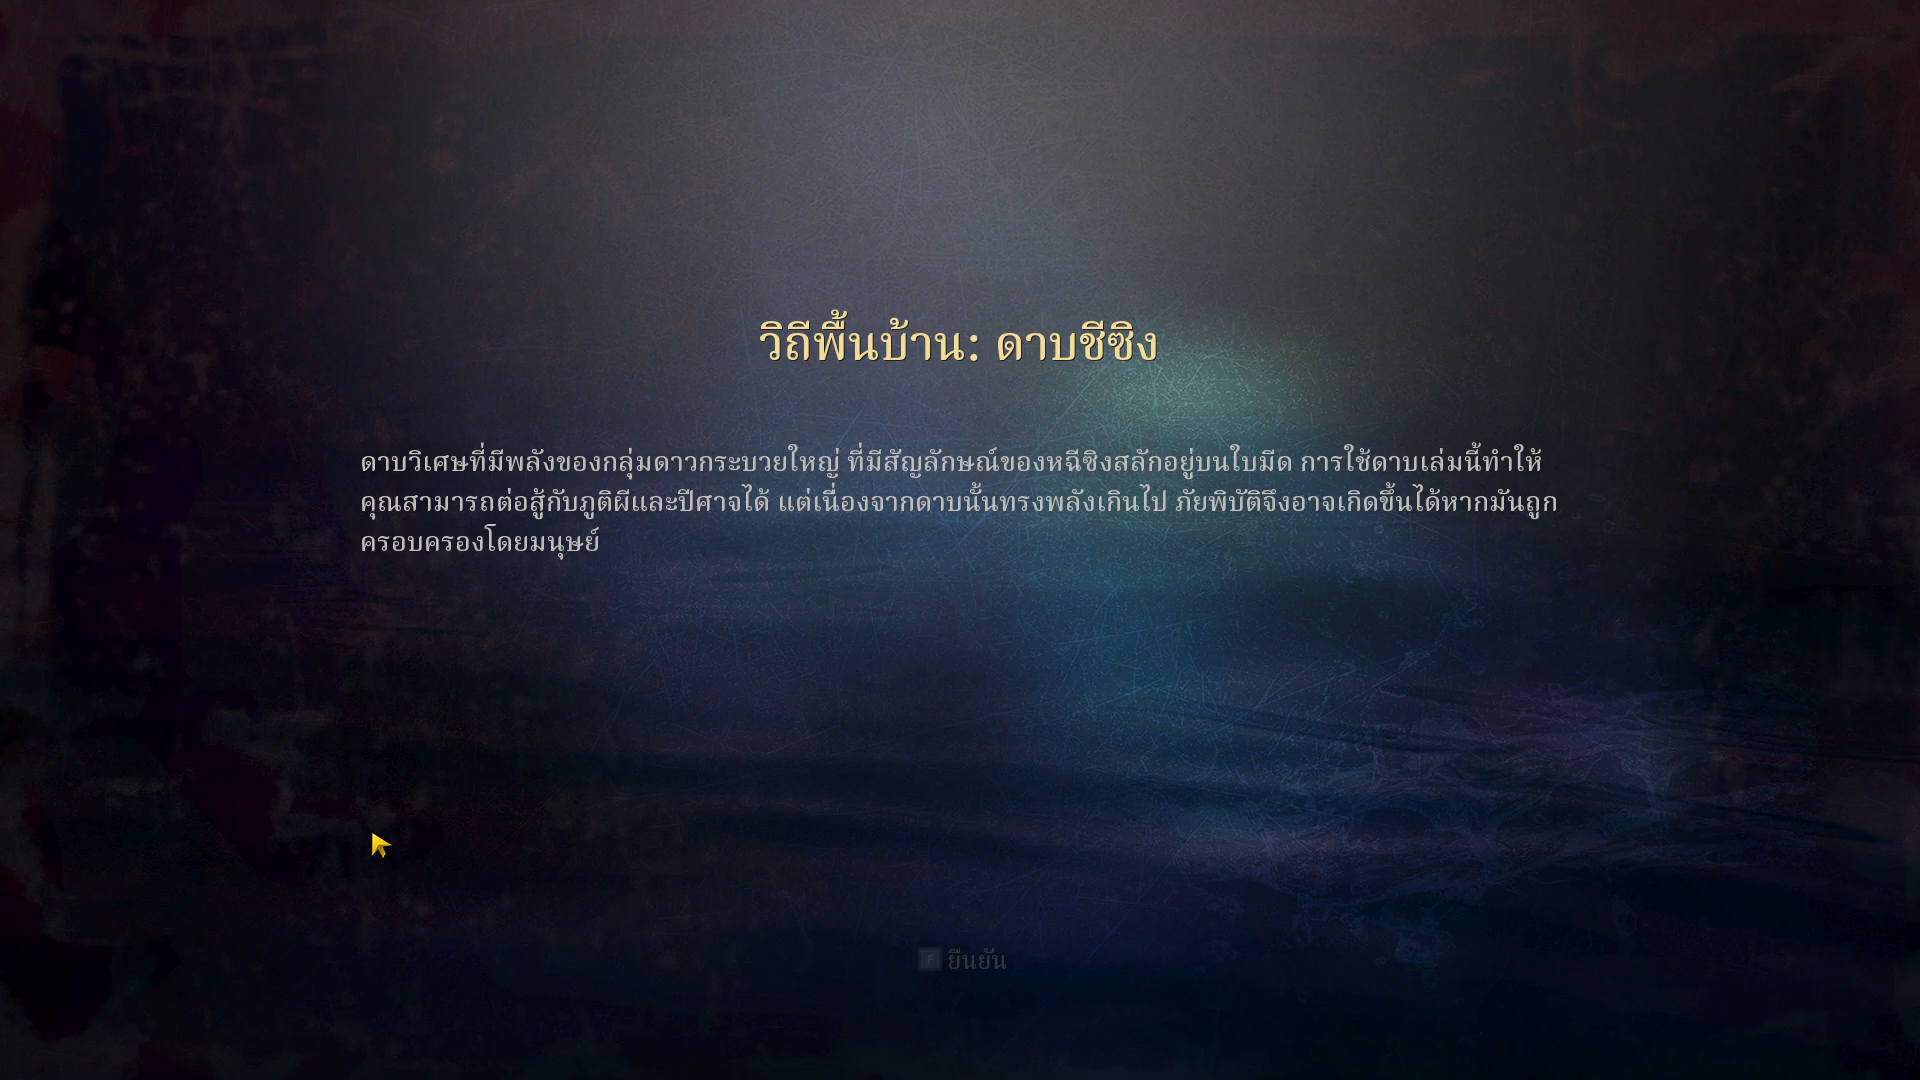 วิถีพื้นบ้าน: ดาบชีซิง
ดาบวิเศษที่มีพลังของกลุ่มดาวกระบวยใหญ่ ที่มีสัญลักษณ์ของหฉีซิงสลักอยู่บนใบมีด การใช้ดาบเล่มนี้ทำให้
คุณสามารถต่อสู้กับภูติผีและปีศาจได้ แต่เนื่องจากดาบนั้นทรงพลังเกินไป ภัยพิบัติจึงอาจเกิดขึ้นได้หากมันถูก
ครอบครองโดยมนุษย์
F ยืนยัน